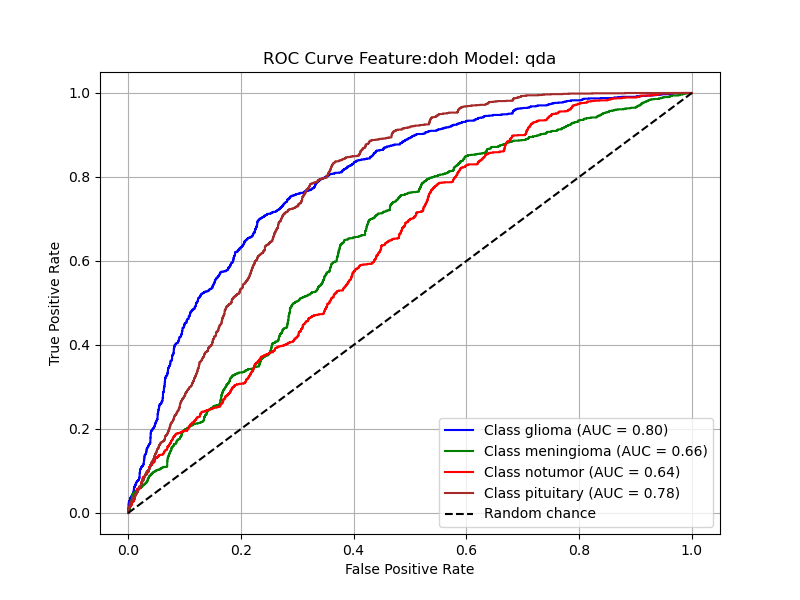 ROC Curve Feature:doh Model: qda
True Positive Rate
1.0
0.8
0.6
0.4
0.2
0.0
0.0 0.2 0.4 0.6 0.8 1.0
False Positive Rate
Class glioma (AUC = 0.80)
Class meningioma (AUC = 0.66)
Class notumor (AUC = 0.64)
Class pituitary (AUC = 0.78)
Random chance